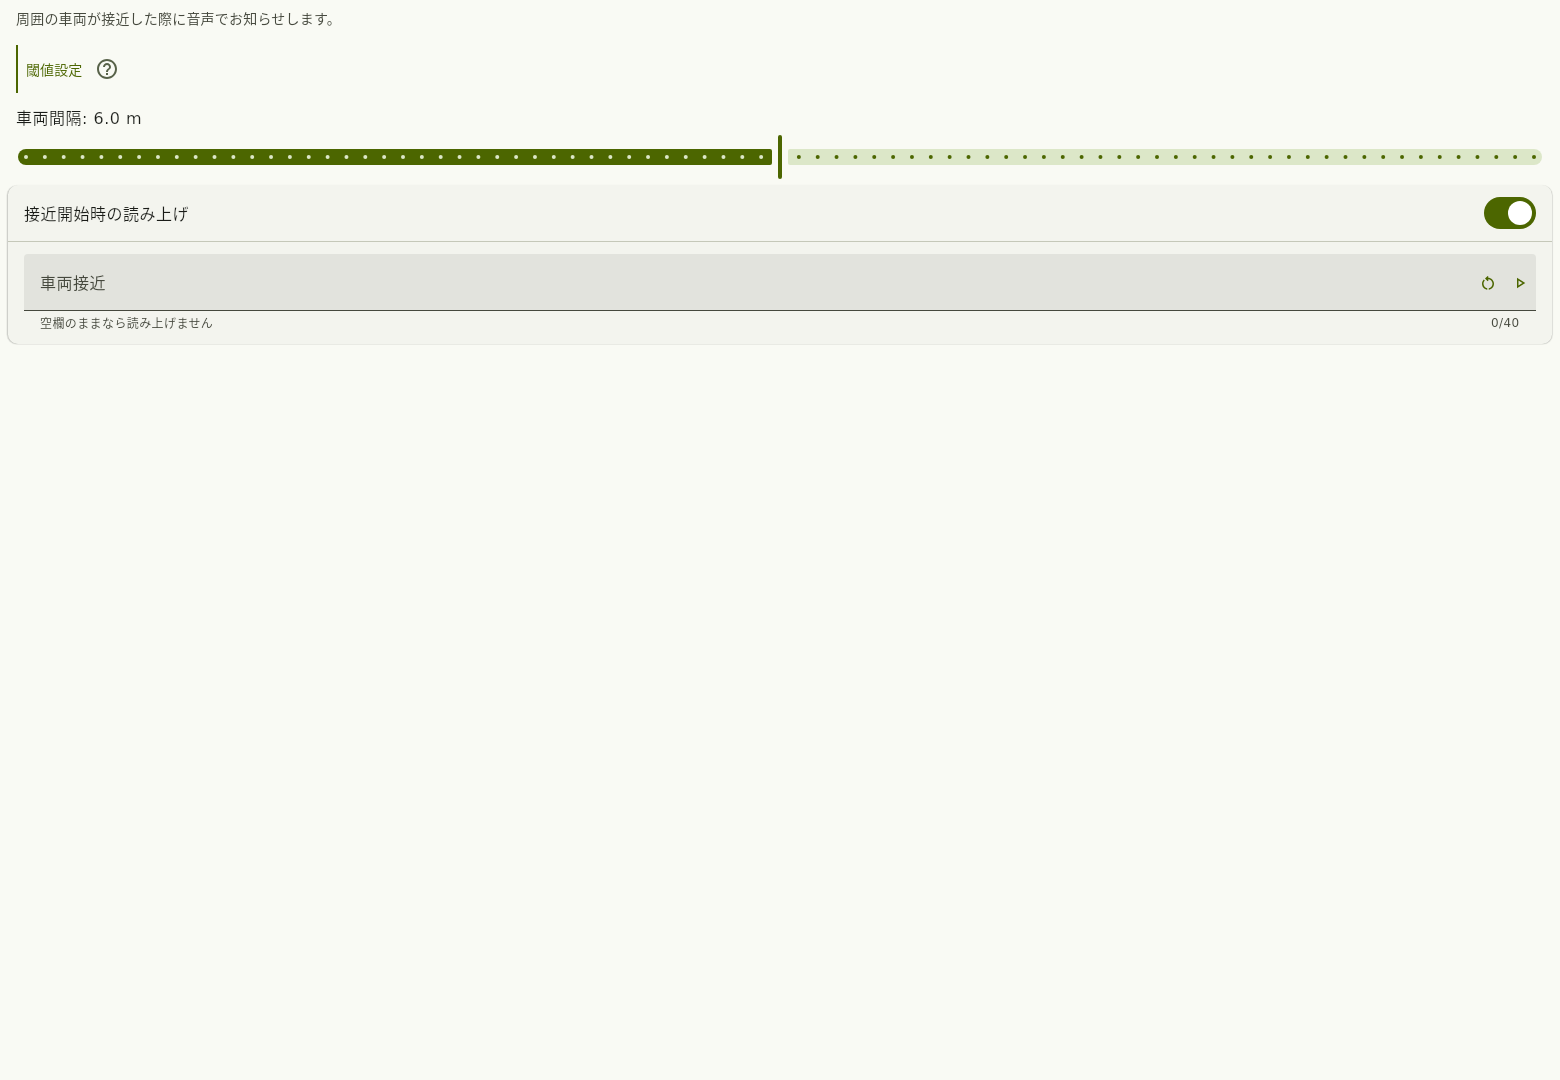 周囲の車両が接近した際に音声でお知らせします。
閾値設定
車両間隔: 6.0 m
接近開始時の読み上げ
車両接近
空欄のままなら読み上げません
0/40